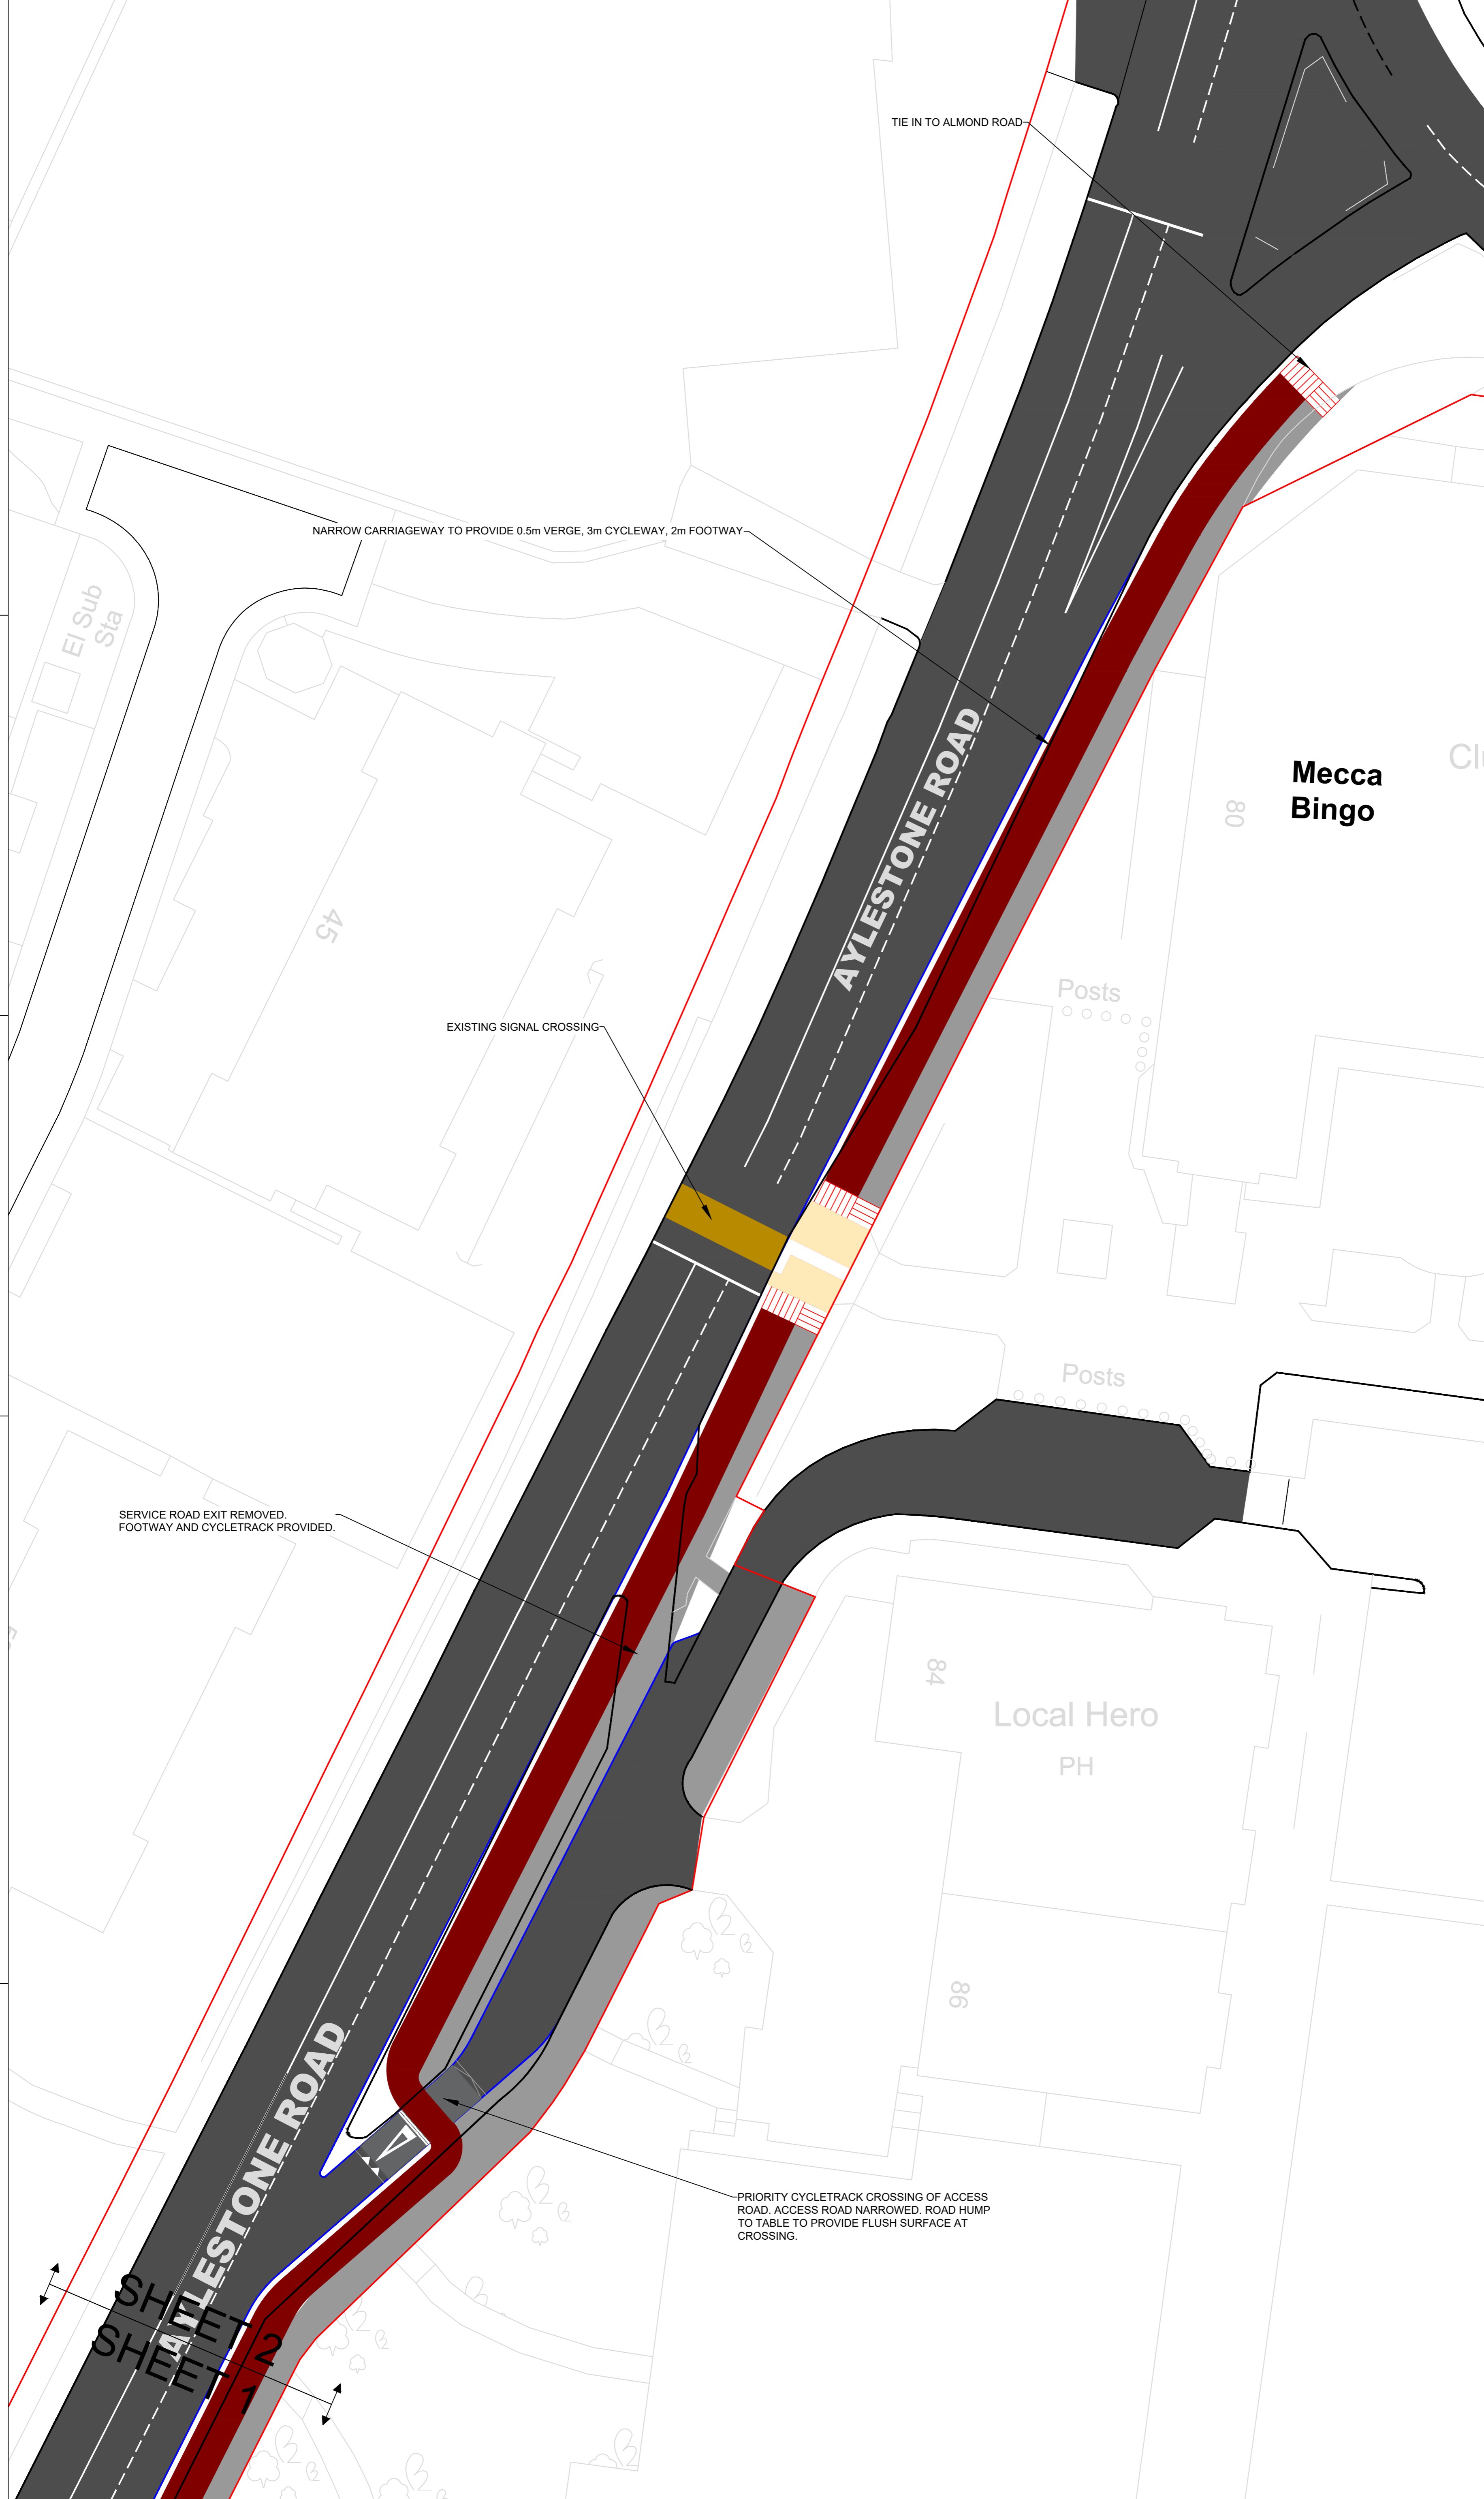 TIE IN TO ALMOND ROAD
NARROW CARRIAGEWAY TO PROVIDE 0.5m VERGE, 3m CYCLEWAY, 2m FOOTWAY
El Sub
Sta
AYLESTONE ROAD
Mecca
Bingo
80
45
Posts
EXISTING SIGNAL CROSSING
Posts
SERVICE ROAD EXIT REMOVED.
FOOTWAY AND CYCLETRACK PROVIDED.
84
Local Hero
PH
86
AYLESTONE ROAD
PRIORITY CYCLETRACK CROSSING OF ACCESS
ROAD. ACCESS ROAD NARROWED. ROAD HUMP
TO TABLE TO PROVIDE FLUSH SURFACE AT
CROSSING.
SHEET 2
SHEET 1